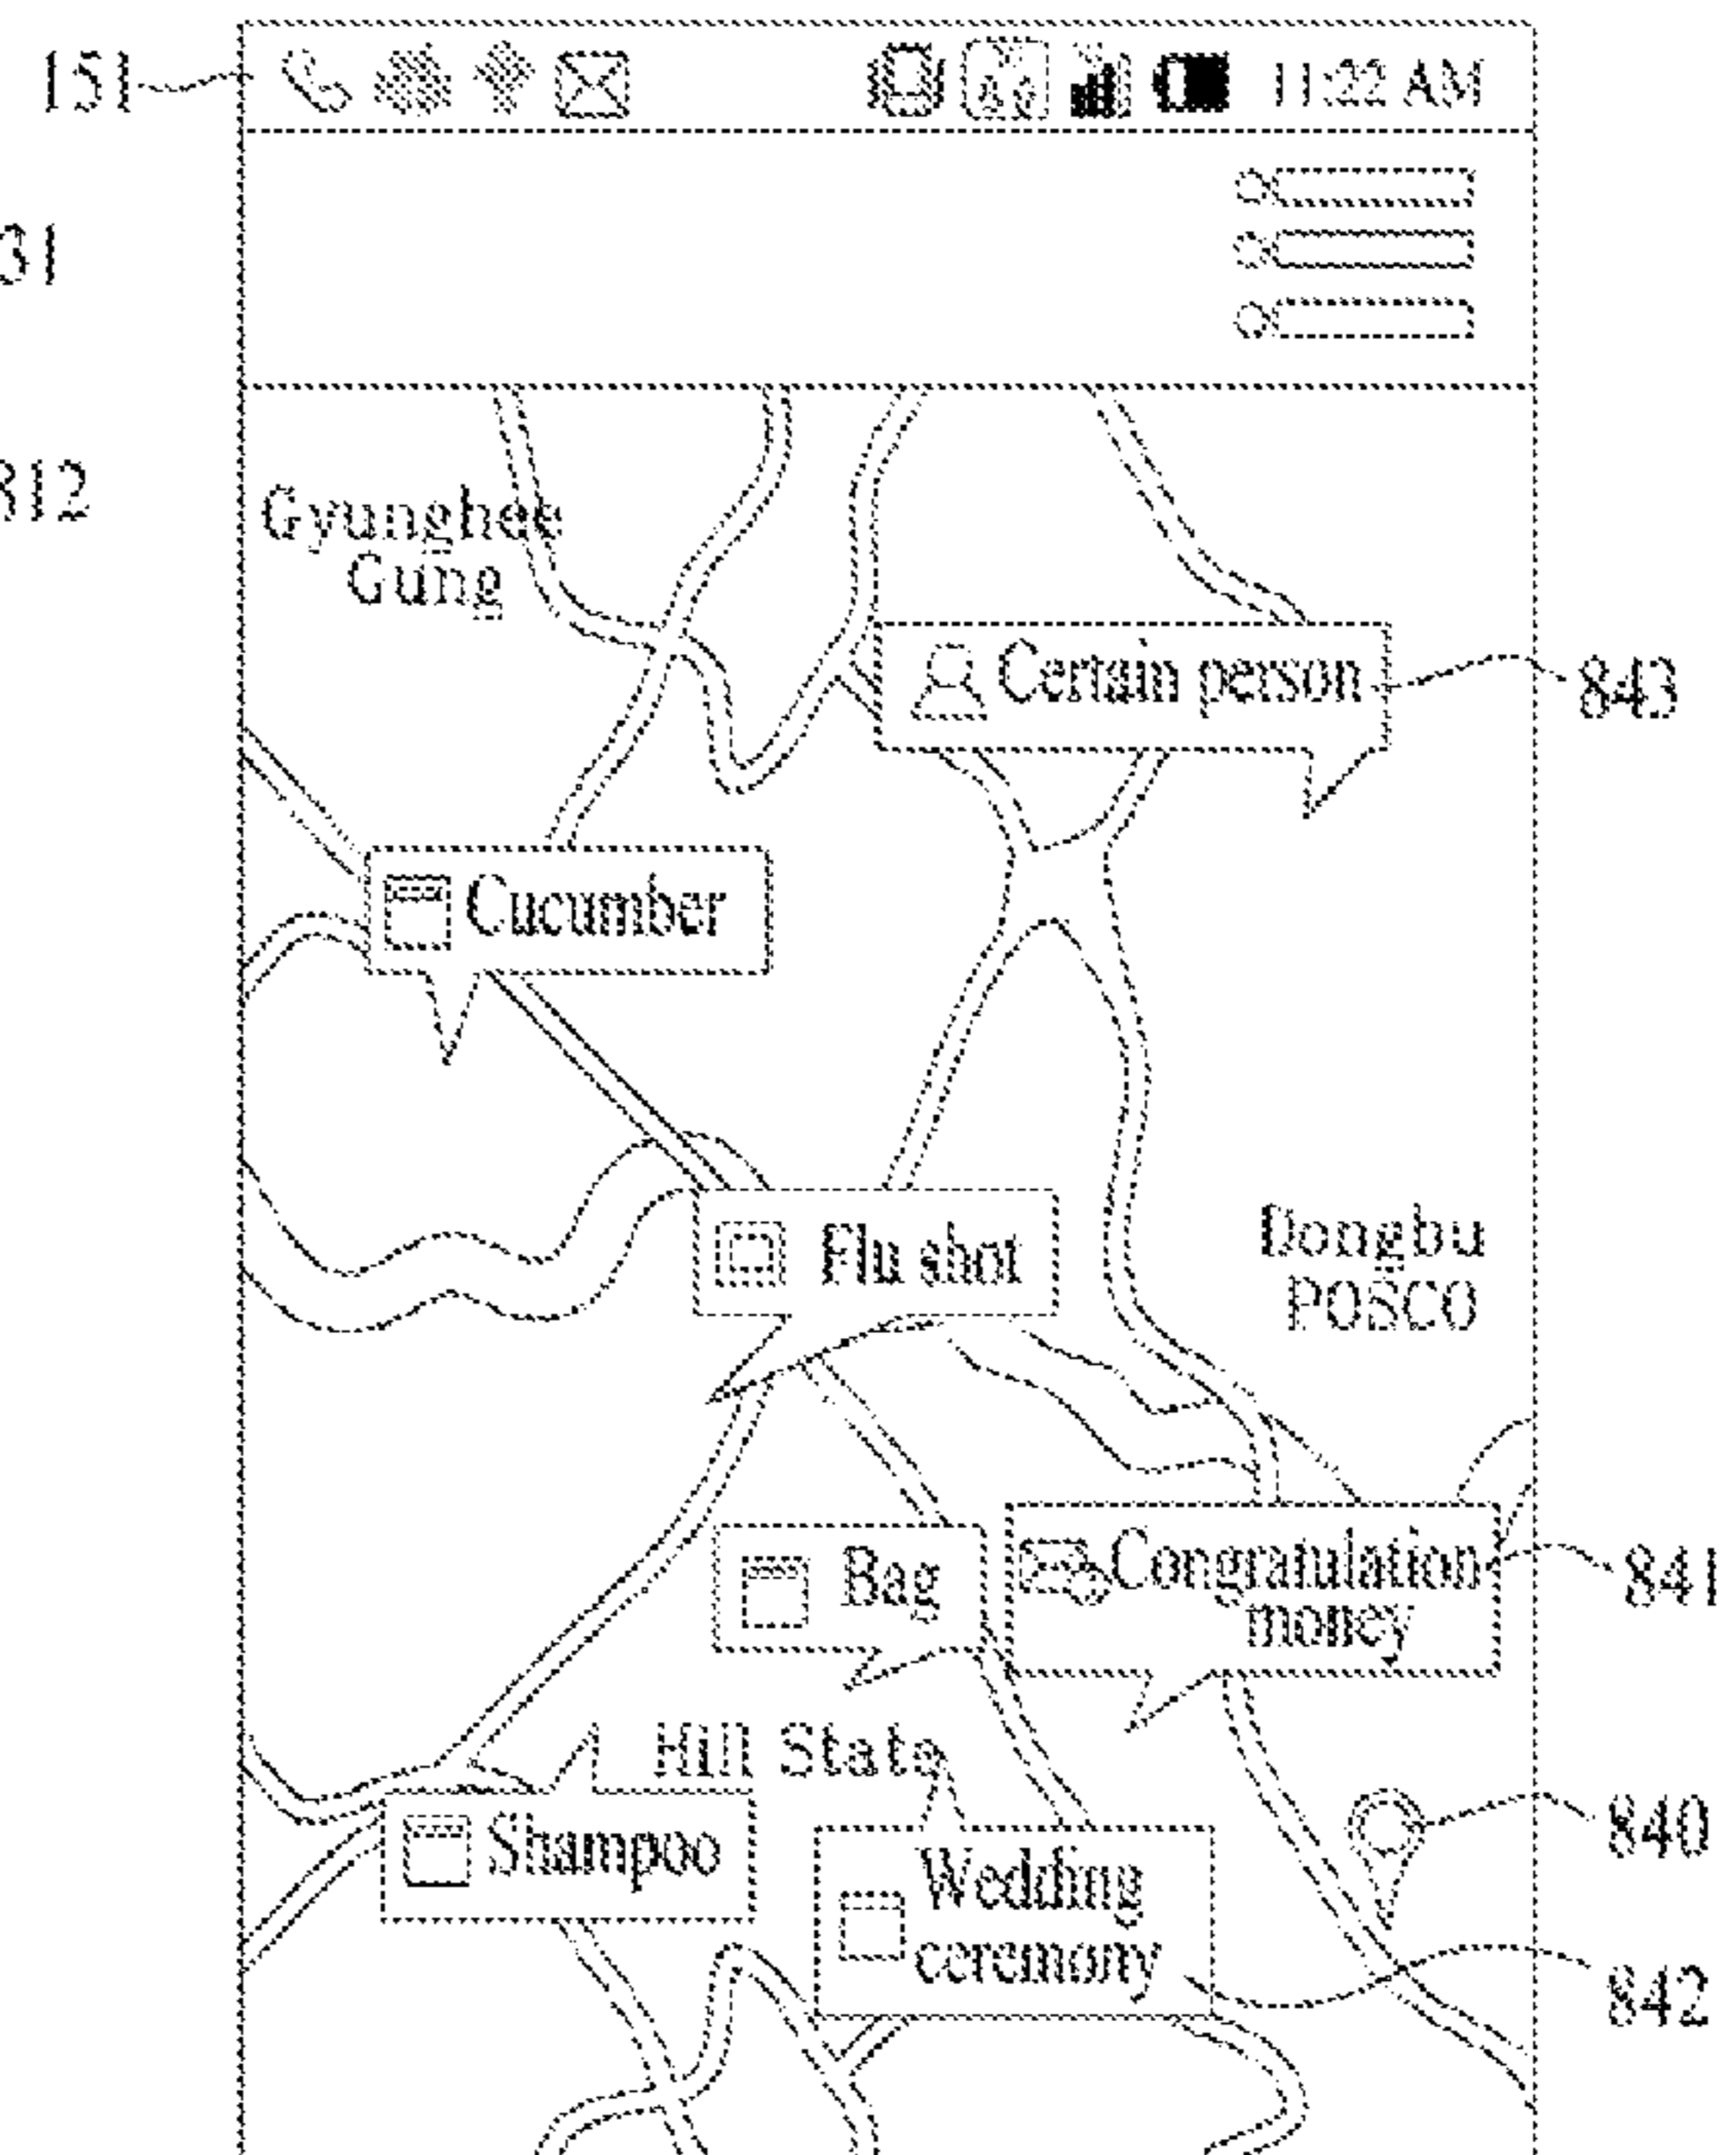 151
11:22 AM
31
812
Gyunghee
Gung
Certain person
843
Cucumber
Flu shot
Dongbu
POSCO
Bag
Congratulation
money
841
Hill State
Shampoo
840
Wedding
ceremony
842